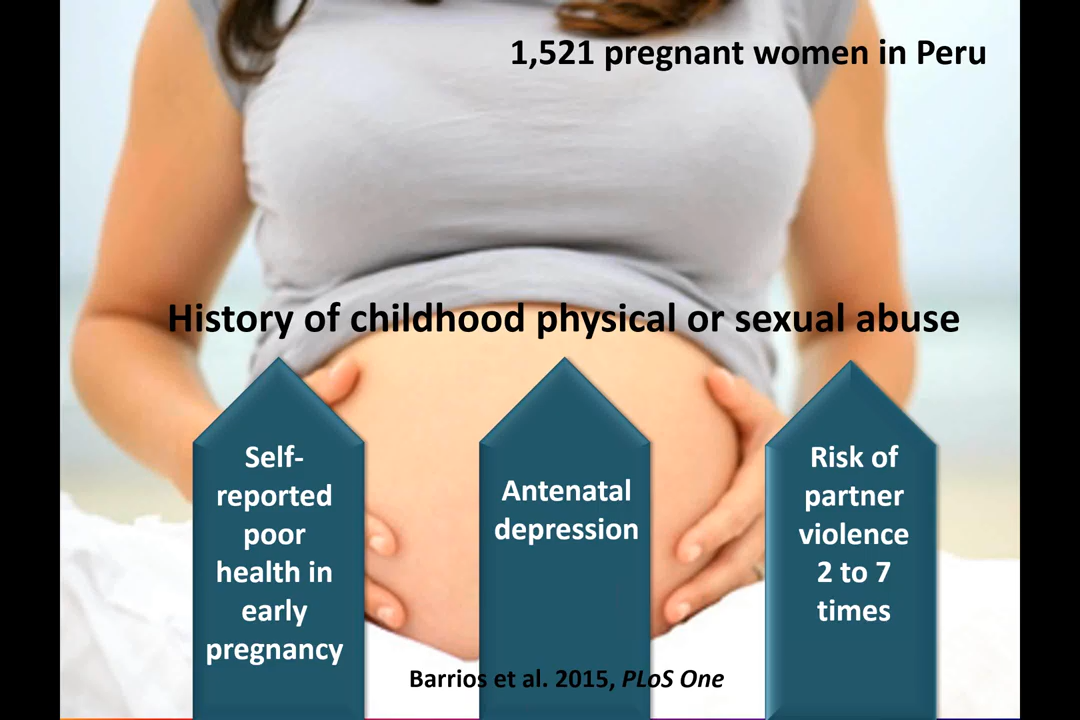 1,521 pregnant women in Peru
History of childhood physical or sexual abuse
Self-
reported
poor
health in
early
pregnancy
Antenatal
depression
Risk of
partner
violence
2 to 7
times
Barrios et al. 2015, PLoS One